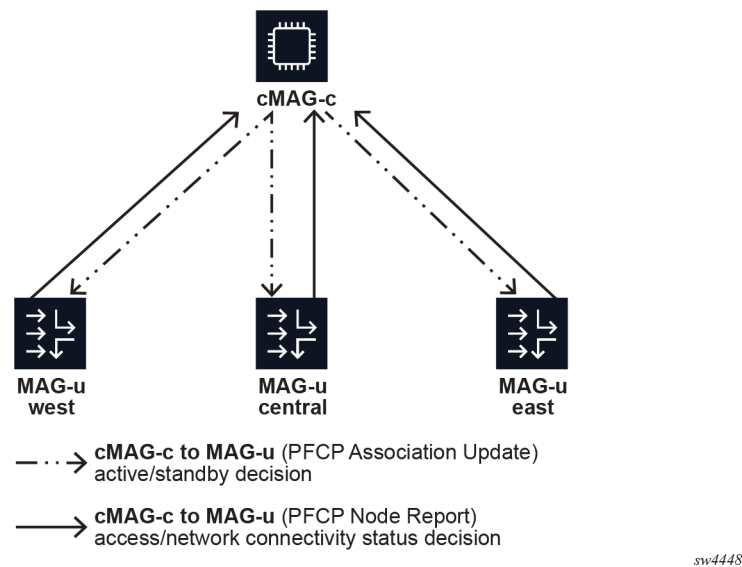 cMAG-c
MAG-u
west
MAG-u
central
MAG-u
east
cMAG-c to MAG-u (PFCP Association Update)
active/standby decision
cMAG-c to MAG-u (PFCP Node Report)
access/network connectivity status decision
sw4448